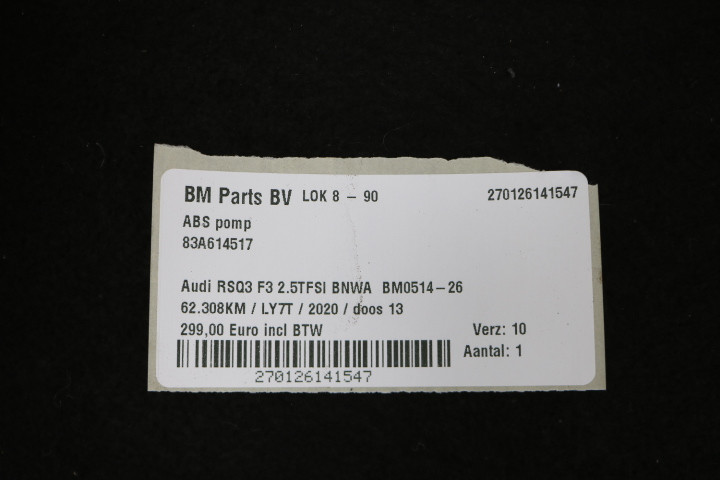 BM Parts BV LOK 8 - 90 270126141547
ABS pomp
83A614517
Audi RSQ3 F3 2.5TFSI BNWA BM0514-26
62.308KM / LY7T / 2020 / doos 13
299,00 Euro incl BTW Verz: 10
Aantal: 1
270126141547